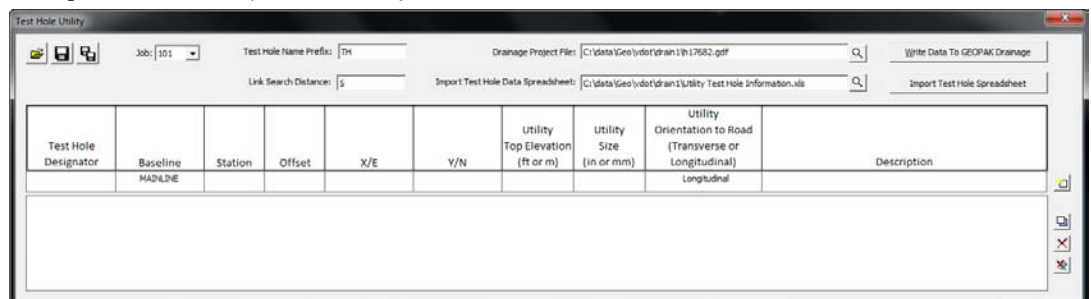 Test Hole Utility
Job: 101 Test Hole Name Prefix: TH Drainage Project File: C:\data\Geo\vdot\drain1\h17682.gdf Write Data To GEOPAK Drainage
Link Search Distance: 5 Import Test Hole Data Spreadsheet: C:\data\Geo\vdot\drain1\Utility Test Hole Information.xls Import Test Hole Spreadsheet
Test Hole Designator Baseline Station Offset X/E Y/N Utility Top Elevation (ft or m) Utility Size (in or mm) Utility Orientation to Road (Transverse or Longitudinal) Description
MAINLINE Longitudinal